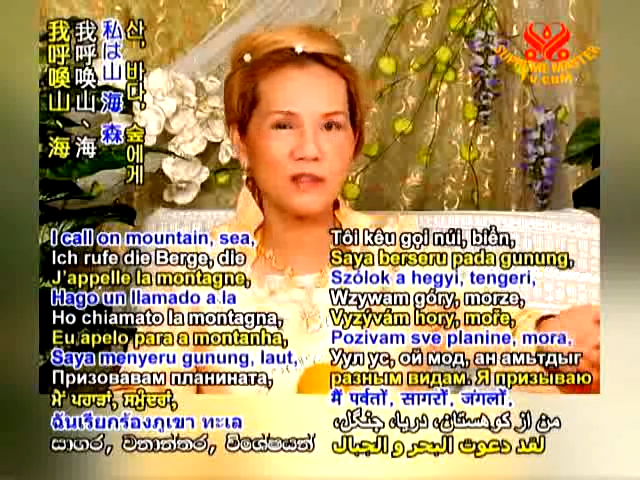 산, 바다, 숲에게
私は山 海 森
我呼喚山、海
我呼喚山、海
SUPREME MASTER
TV.COM
I call on mountain, sea,
Ich rufe die Berge, die
J'appelle la montagne,
Hago un llamado a la
Ho chiamato la montagna,
Eu apelo para a montanha,
Saya menyeru gunung, laut,
Призовавам планината,
ਮੈਂ ਪਹਾੜਾਂ, ਸਮੁੰਦਰਾਂ,
ฉันเรียกร้องภูเขา ทะเล
සාගර, වනාන්තර, විශේෂයෙන්
Tôi kêu gọi núi, biển,
Saya berseru pada gunung,
Szólok a hegyi, tengeri,
Wzywam góry, morze,
Vyzývám hory, moře,
Pozivam sve planine, mora,
Уул ус, ой мод, ан амьтдыг
разным видам. Я призываю
मैं पर्वतों, सागरों, जंगलों,
من از کوهستان، دریا، جنگل،
لقد دعوت البحر و الجبال